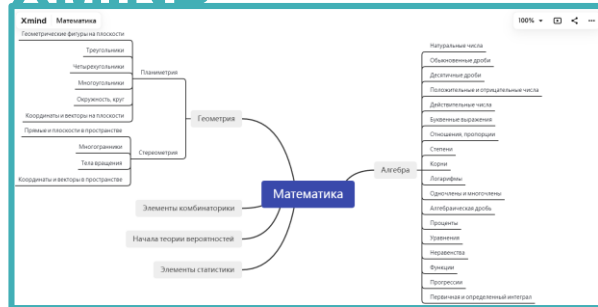 Xmind Математика
100%
Геометрические фигуры на плоскости
Треугольники
Четырехугольники
Многоугольники
Окружность, круг
Координаты и векторы на плоскости
Планиметрия
Прямые и плоскости в пространстве
Многогранники
Тела вращения
Координаты и векторы в пространстве
Стереометрия
Геометрия
Элементы комбинаторики
Начала теории вероятностей
Элементы статистики
Математика
Алгебра
Натуральные числа
Обыкновенные дроби
Десятичные дроби
Положительные и отрицательные числа
Действительные числа
Буквенные выражения
Отношения, пропорции
Степени
Корни
Логарифмы
Одночлены и многочлены
Алгебраическая дробь
Проценты
Уравнения
Неравенства
Функции
Прогрессии
Первичная и определенный интеграл